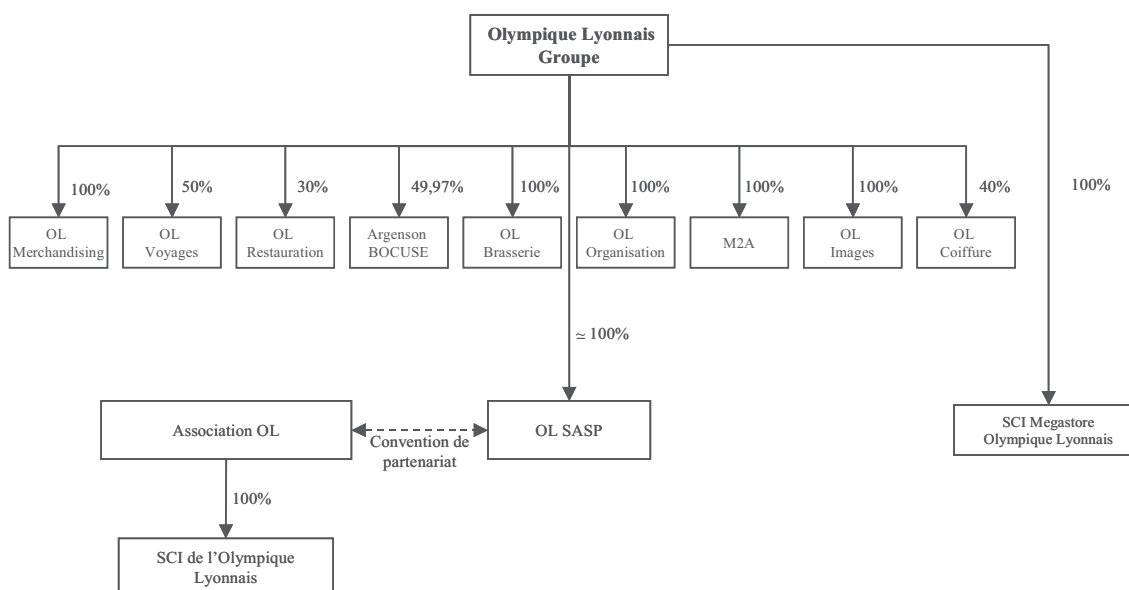 Olympique Lyonnais
Groupe
100%
50%
30%
49,97%
100%
100%
100%
100%
40%
100%
OL
Merchandising
OL
Voyages
OL
Restauration
Argenson
BOCUSE
OL
Brasserie
OL
Organisation
M2A
OL
Images
OL
Coiffure
≃ 100%
Association OL
Convention de
partenariat
OL SASP
SCI Megastore
Olympique Lyonnais
100%
SCI de l’Olympique
Lyonnais